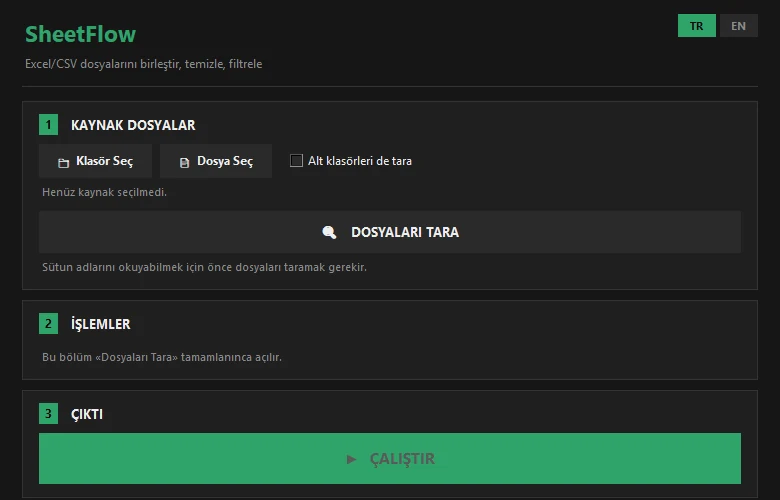 SheetFlow
TR EN
Excel/CSV dosyalarını birleştir, temizle, filtrele
1 KAYNAK DOSYALAR
Klasör Seç Dosya Seç Alt klasörleri de tara
Henüz kaynak seçilmedi.
DOSYALARI TARA
Sütun adlarını okuyabilmek için önce dosyaları taramak gerekir.
2 İŞLEMLER
Bu bölüm «Dosyaları Tara» tamamlanınca açılır.
3 ÇIKTI
ÇALIŞTIR